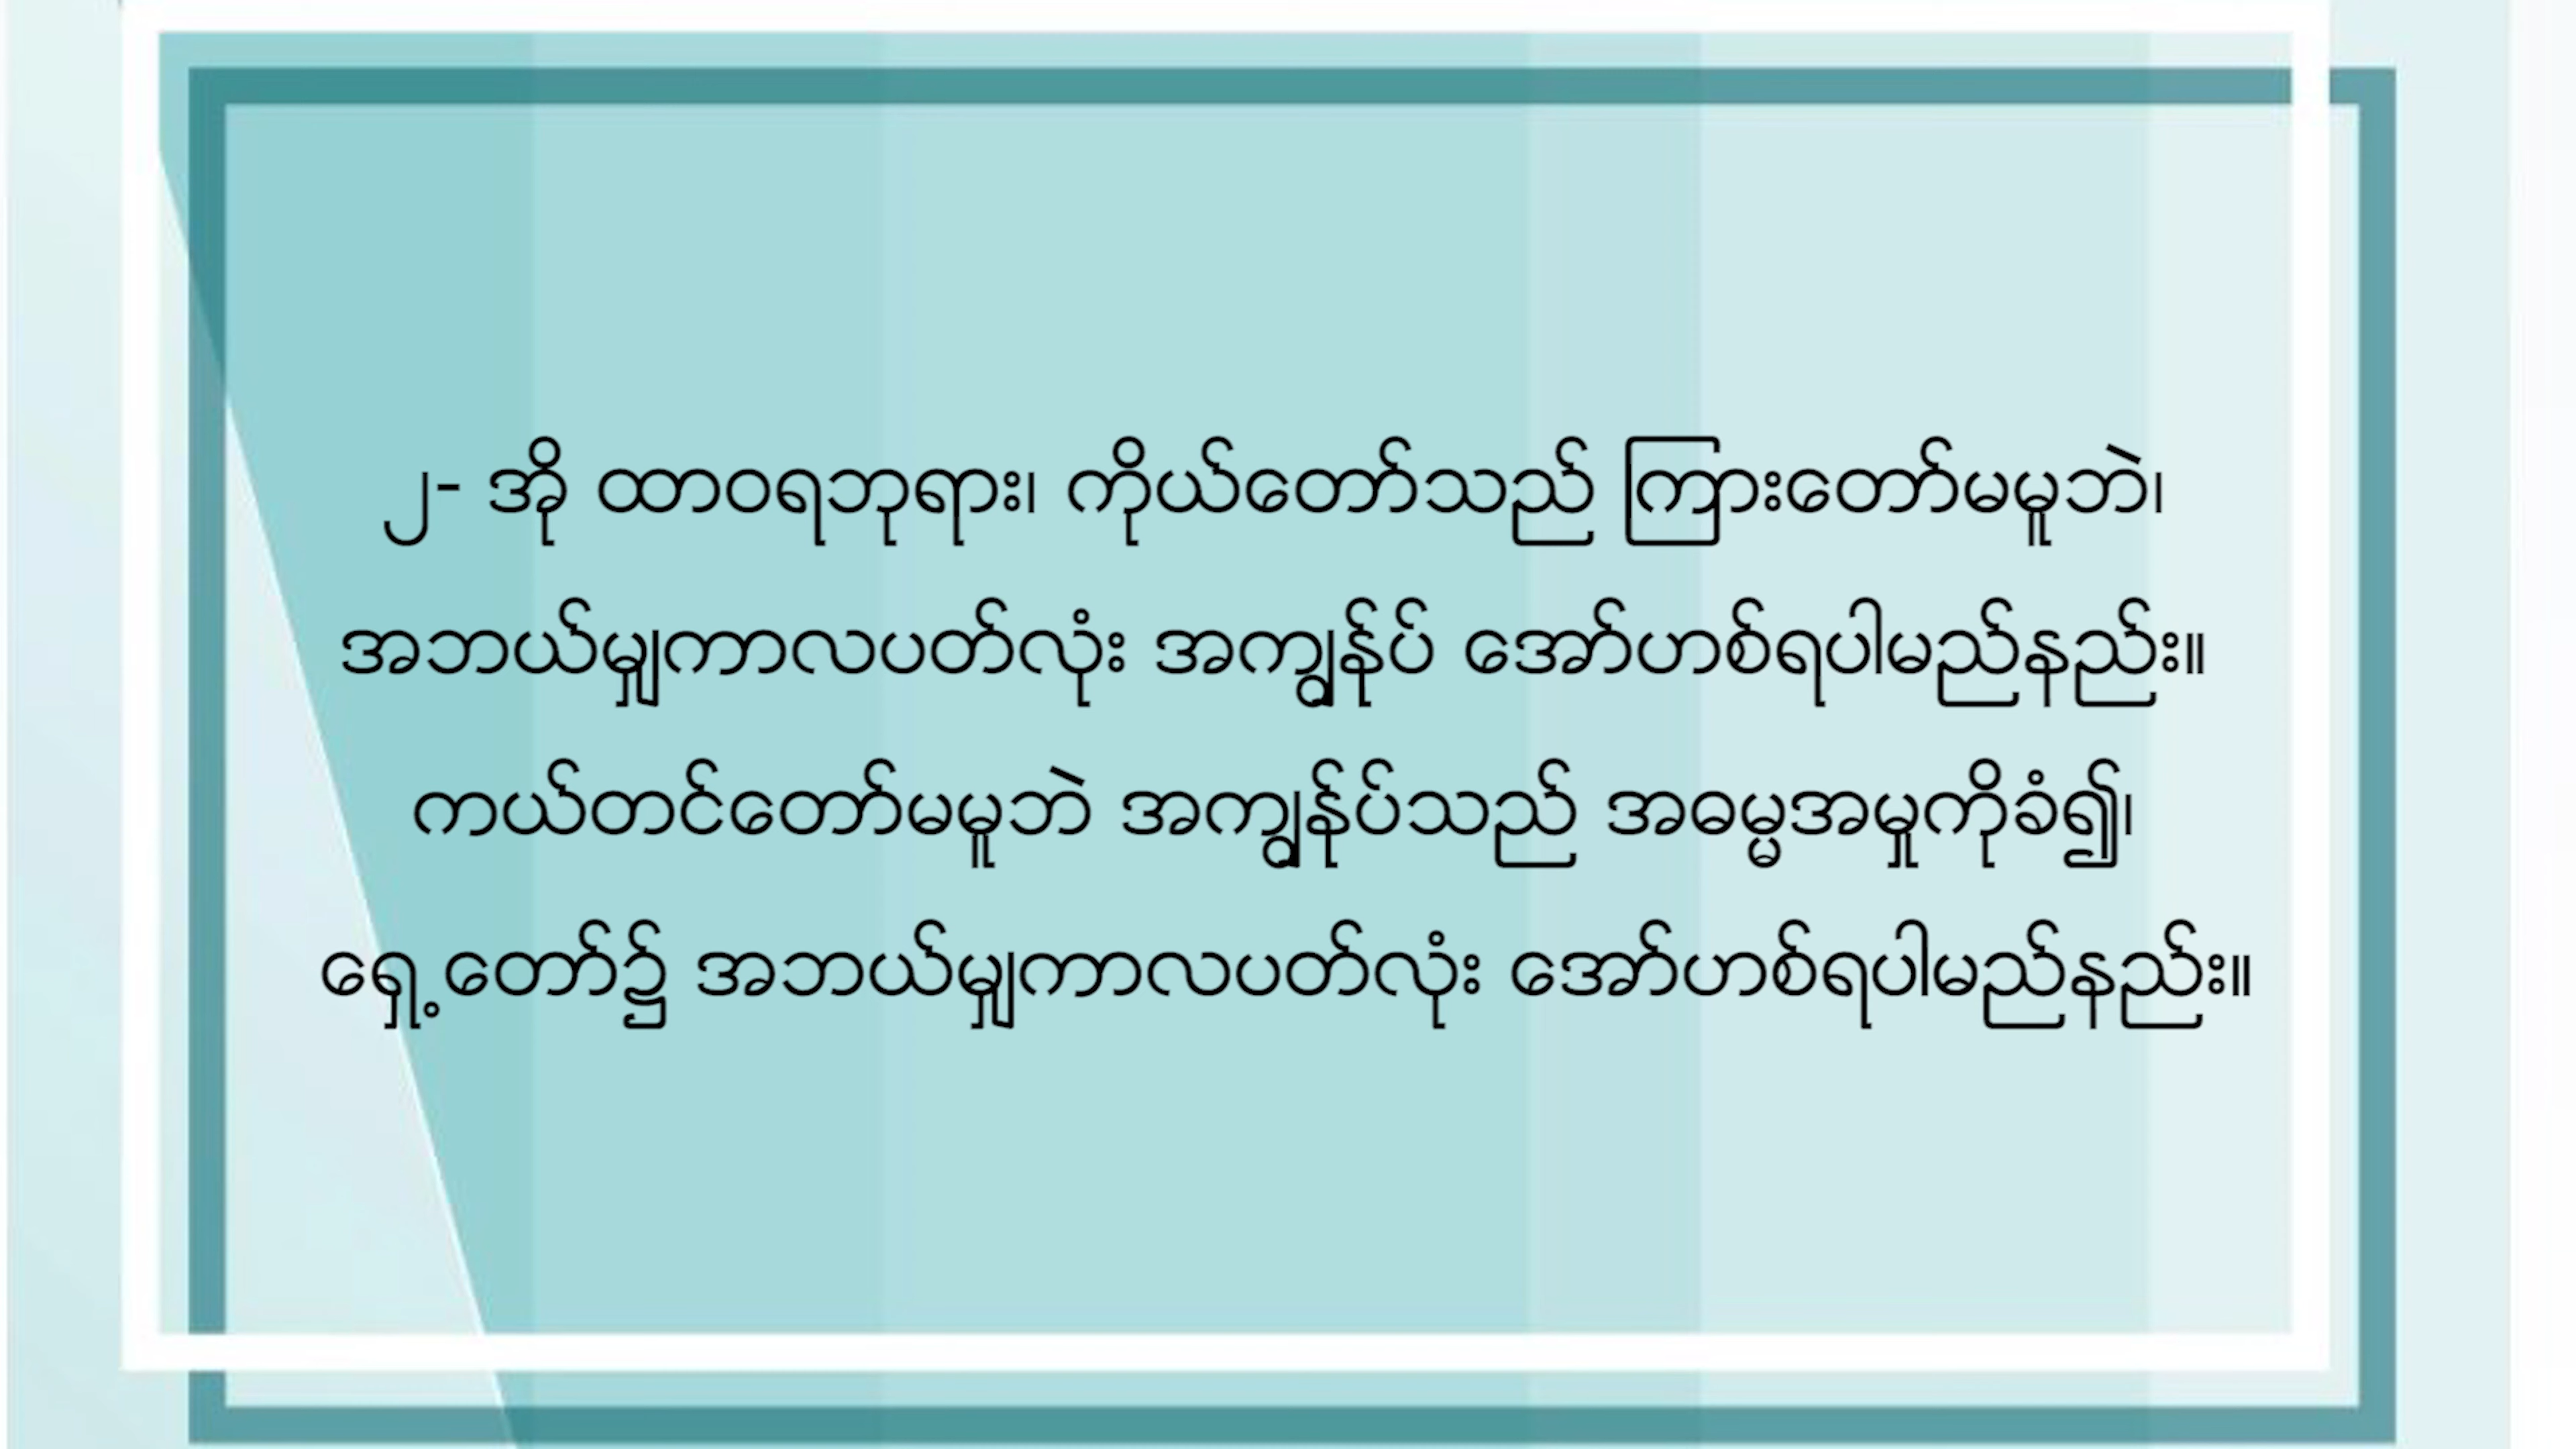 ၂- အို ထာဝရဘုရား၊ ကိုယ်တော်သည် ကြားတော်မမူဘဲ၊
အဘယ်မျှကာလပတ်လုံး အကျွန်ုပ် အော်ဟစ်ရပါမည်နည်း။
ကယ်တင်တော်မမူဘဲ အကျွန်ုပ်သည် အဓမ္မအမှုကိုခံ၍၊
ရှေ့တော်၌ အဘယ်မျှကာလပတ်လုံး အော်ဟစ်ရပါမည်နည်း။